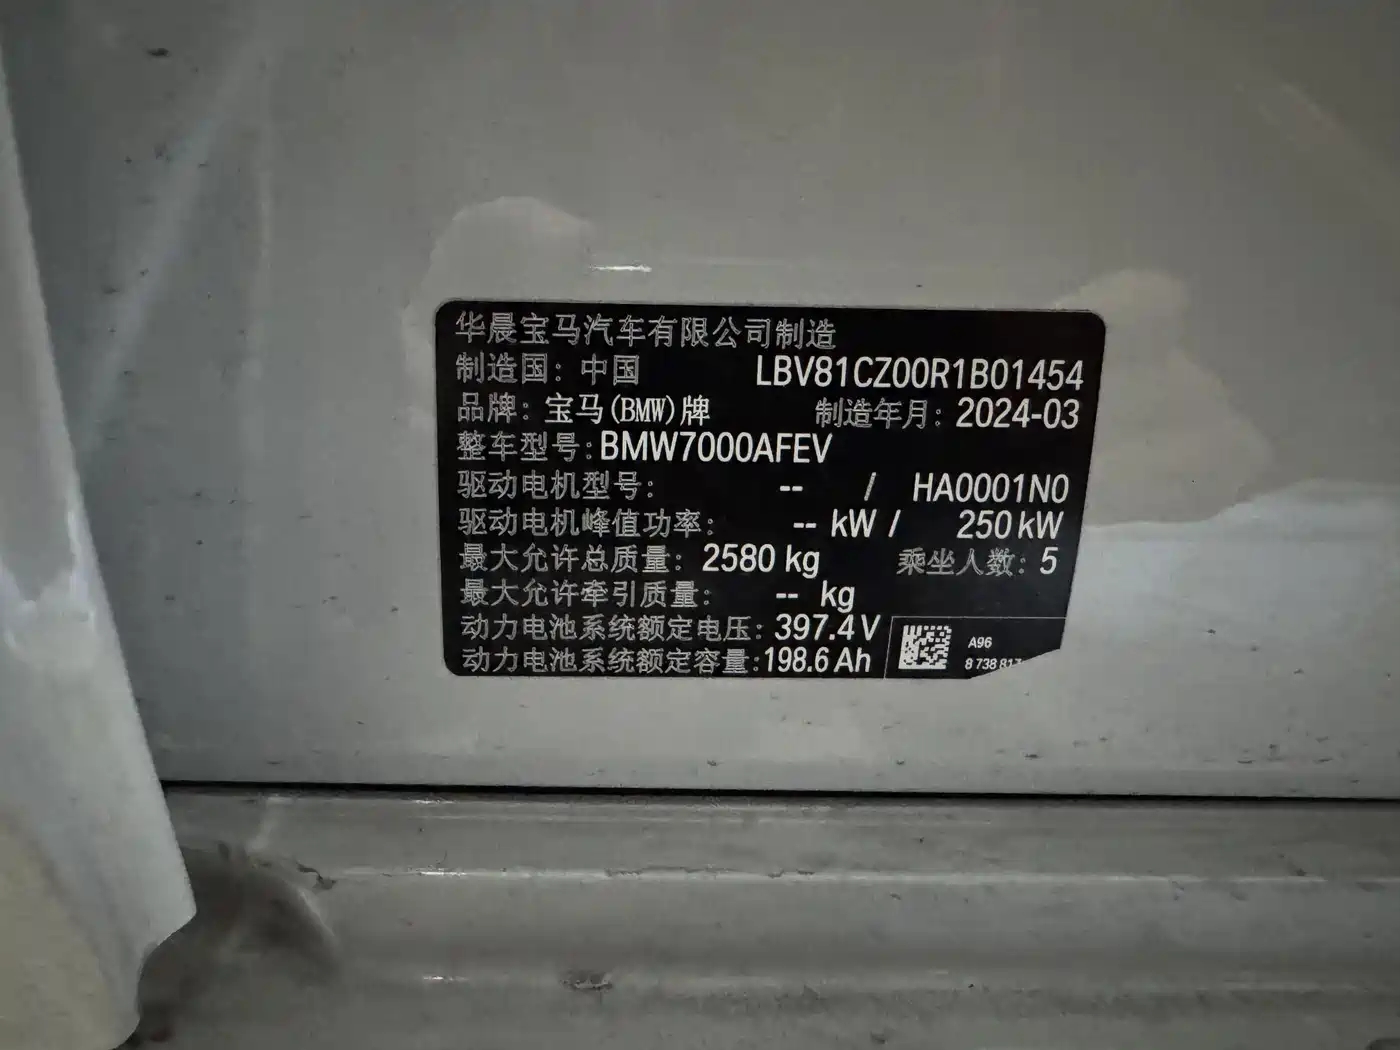 华晨宝马汽车有限公司制造
制造国：中国 LBV81CZ00R1B01454
品牌：宝马(BMW)牌 制造年月：2024-03
整车型号：BMW7000AFEV
驱动电机型号： -- / HA0001N0
驱动电机峰值功率： -- kW / 250 kW
最大允许总质量：2580 kg 乘坐人数：5
最大允许牵引质量： -- kg
动力电池系统额定电压：397.4 V
动力电池系统额定容量：198.6 Ah
A96
8 738 817